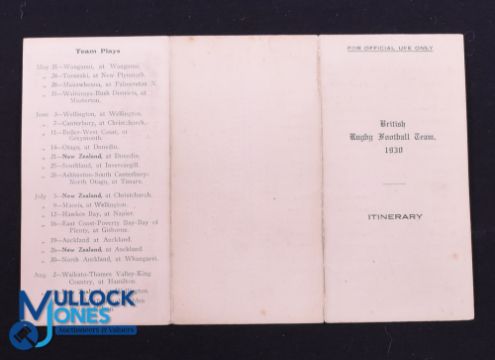 Team Plays
May 21—Wanganui, at Wanganui.
„ 24—Taranaki, at New Plymouth.
„ 28—Manawhenua, at Palmerston N.
„ 31—Wairarapa-Bush Districts, at
Masterton.
June 3—Wellington, at Wellington.
„ 7—Canterbury, at Christchurch.
„ 11—Buller-West Coast, at
Greymouth.
„ 14—Otago, at Dunedin.
„ 21—New Zealand, at Dunedin.
„ 25—Southland, at Invercargill.
„ 28—Ashburton-South Canterbury-
North Otago, at Timaru.
July 5—New Zealand, at Christchurch.
„ 9—Maoris, at Wellington.
„ 12—Hawkes Bay, at Napier.
„ 16—East Coast-Poverty Bay-Bay of
Plenty, at Gisborne.
„ 19—Auckland at Auckland.
„ 26—New Zealand, at Auckland
„ 30—North Auckland, at Whangarei.
Aug. 2—Waikato-Thames Valley-King
Country, at Hamilton.
FOR OFFICIAL USE ONLY
British
Rugby Football Team,
1930
ITINERARY
MULLOCK
JONES
Auctioneers & Valuers